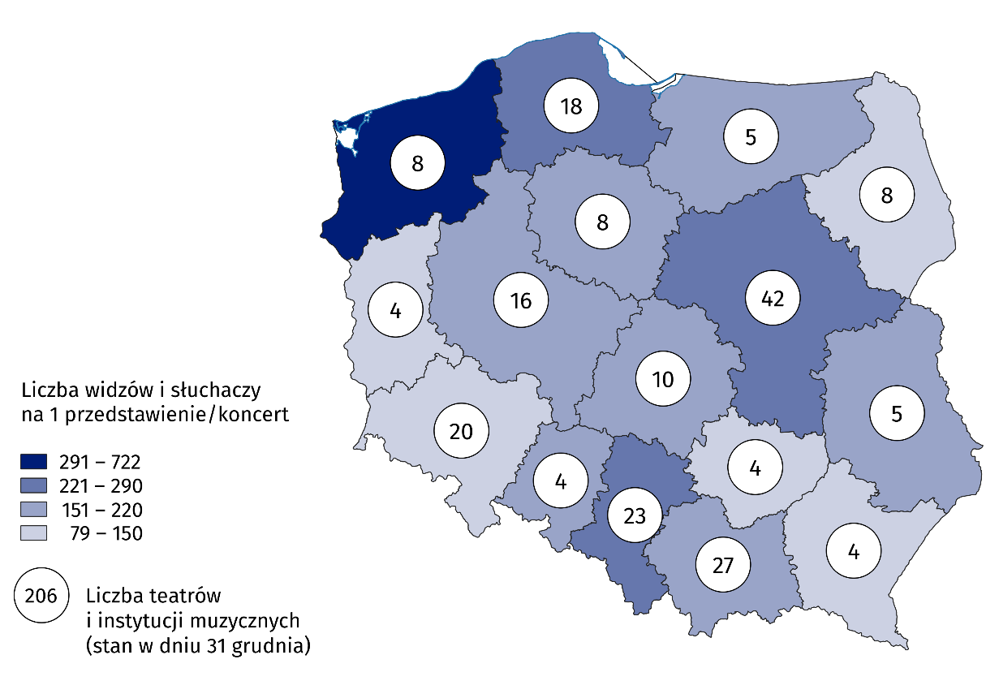 18
5
8
8
8
4
16
42
10
5
20
4
4
23
27
4
Liczba widzów i słuchaczy
na 1 przedstawienie/koncert
291 – 722
221 – 290
151 – 220
79 – 150
206
Liczba teatrów
i instytucji muzycznych
(stan w dniu 31 grudnia)